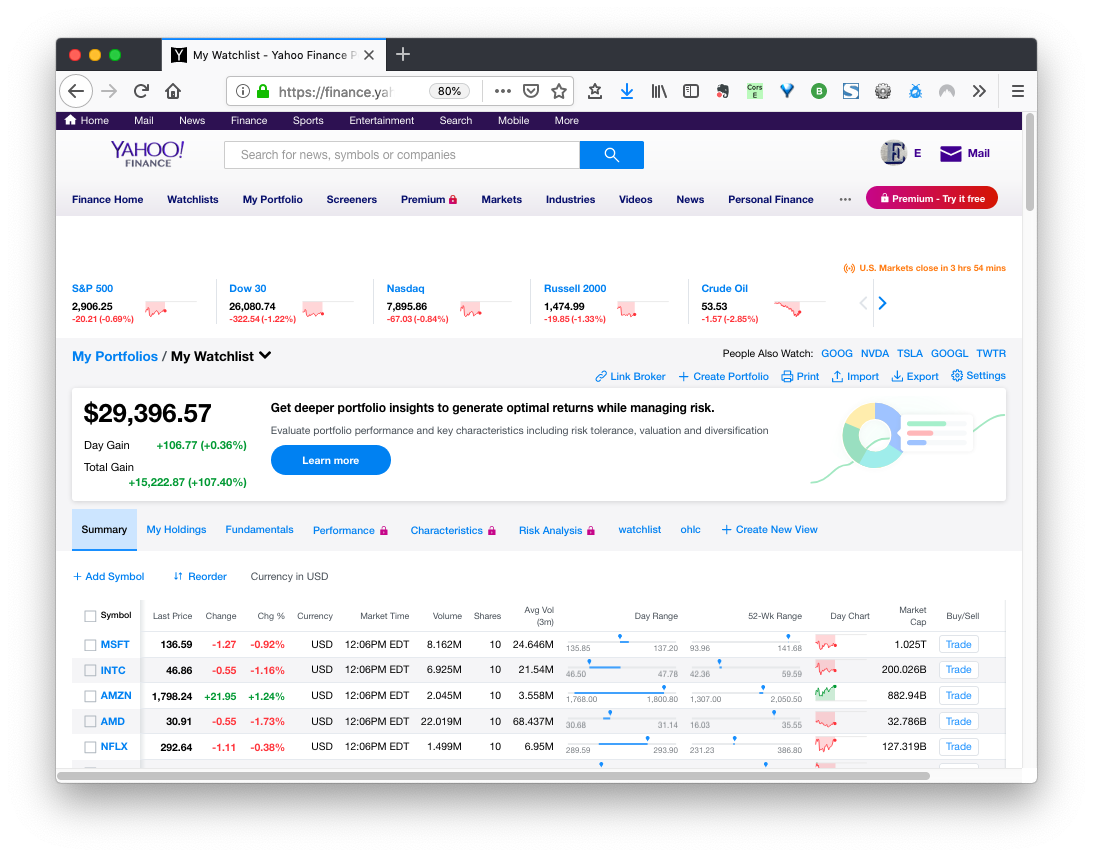 My Watchlist - Yahoo Finance P
https://finance.yah 80%
Cors E B S
Home Mail News Finance Sports Entertainment Search Mobile More
YAHOO! FINANCE
Search for news, symbols or companies
E Mail
Finance Home Watchlists My Portfolio Screeners Premium Markets Industries Videos News Personal Finance ••• Premium - Try it free
U.S. Markets close in 3 hrs 54 mins
S&P 500 Dow 30 Nasdaq Russell 2000 Crude Oil
2,906.25 26,080.74 7,895.86 1,474.99 53.53
-20.21 (-0.69%) -322.54 (-1.22%) -67.03 (-0.84%) -19.85 (-1.33%) -1.57 (-2.85%)
My Portfolios / My Watchlist
People Also Watch: GOOG NVDA TSLA GOOGL TWTR
Link Broker + Create Portfolio Print Import Export Settings
$29,396.57
Day Gain +106.77 (+0.36%)
Total Gain
+15,222.87 (+107.40%)
Get deeper portfolio insights to generate optimal returns while managing risk.
Evaluate portfolio performance and key characteristics including risk tolerance, valuation and diversification
Learn more
Summary My Holdings Fundamentals Performance Characteristics Risk Analysis watchlist ohlc + Create New View
+ Add Symbol Reorder Currency in USD
Symbol Last Price Change Chg % Currency Market Time Volume Shares Avg Vol (3m) Day Range 52-Wk Range Day Chart Market Cap Buy/Sell
MSFT 136.59 -1.27 -0.92% USD 12:06PM EDT 8.162M 10 24.646M 135.85 137.20 93.96 141.68 1.025T Trade
INTC 46.86 -0.55 -1.16% USD 12:06PM EDT 6.925M 10 21.54M 46.50 47.78 42.36 59.59 200.026B Trade
AMZN 1,798.24 +21.95 +1.24% USD 12:06PM EDT 2.045M 10 3.558M 1,768.00 1,800.80 1,307.00 2,050.50 882.94B Trade
AMD 30.91 -0.55 -1.73% USD 12:06PM EDT 22.019M 10 68.437M 30.68 31.14 16.03 35.55 32.786B Trade
NFLX 292.64 -1.11 -0.38% USD 12:06PM EDT 1.499M 10 6.95M 289.59 293.90 231.23 386.80 127.319B Trade